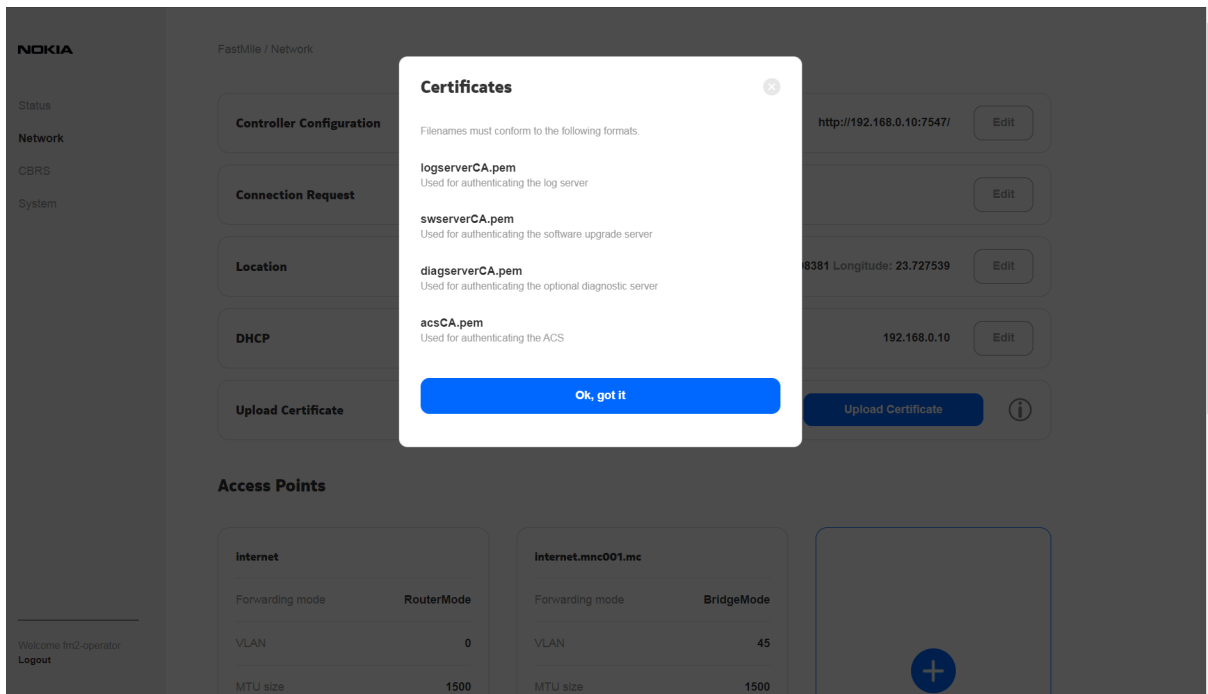 NOKIA
FastMile / Network
Status
Network
CBRS
System
Welcome fm2-operator
Logout
Controller Configuration
http://192.168.0.10:7547/
Edit
Connection Request
Edit
Location
8381 Longitude: 23.727539
Edit
DHCP
192.168.0.10
Edit
Upload Certificate
Upload Certificate
Certificates
Filenames must conform to the following formats.
logserverCA.pem
Used for authenticating the log server
swserverCA.pem
Used for authenticating the software upgrade server
diagserverCA.pem
Used for authenticating the optional diagnostic server
acsCA.pem
Used for authenticating the ACS
Ok, got it
Access Points
internet
Forwarding mode RouterMode
VLAN 0
MTU size 1500
internet.mnc001.mc
Forwarding mode BridgeMode
VLAN 45
MTU size 1500